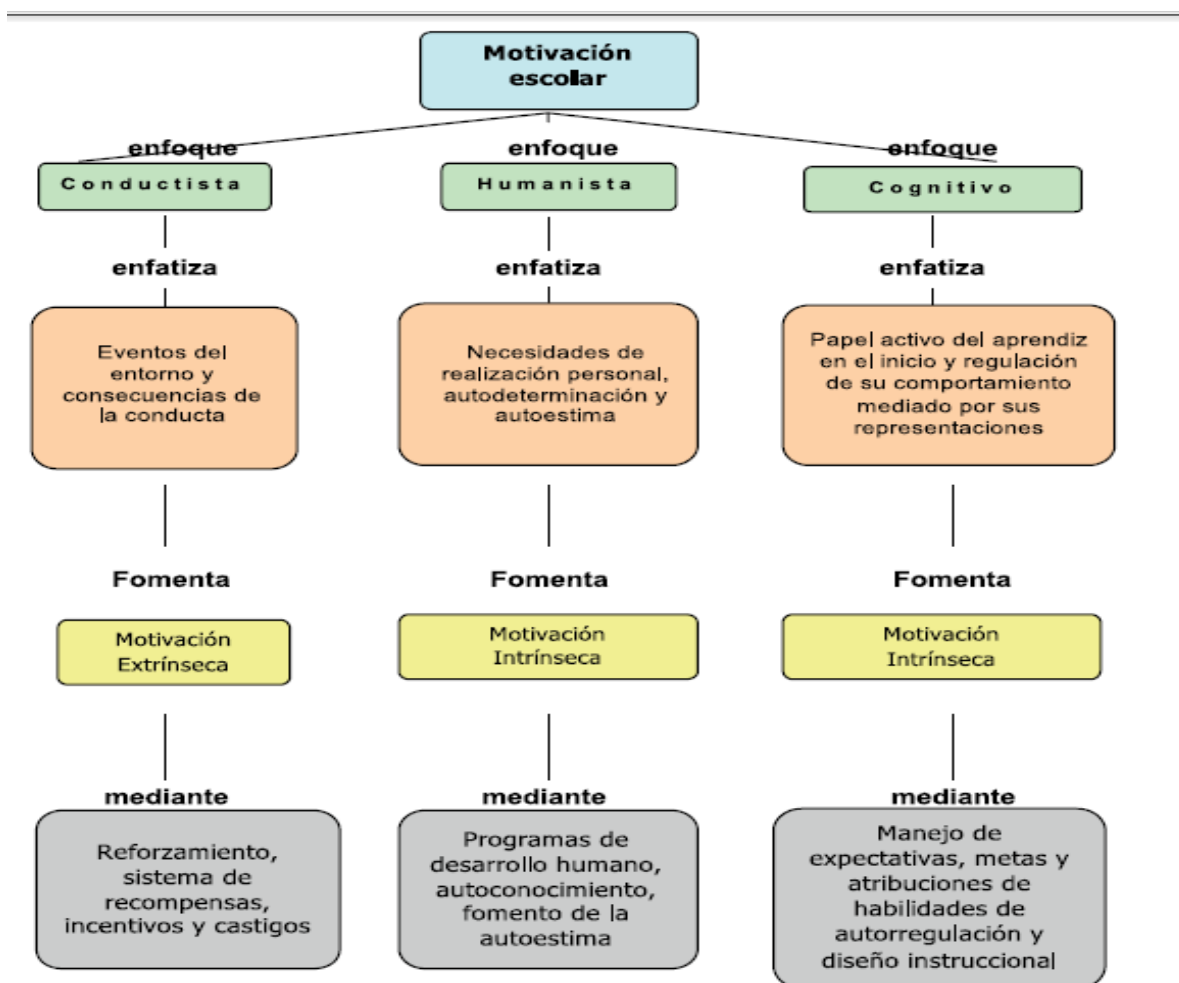 Motivación
escolar
enfoque
enfoque
enfoque
Conductista
Humanista
Cognitivo
enfatiza
enfatiza
enfatiza
Eventos del
entorno y
consecuencias de
la conducta
Necesidades de
realización personal,
autodeterminación y
autoestima
Papel activo del aprendiz
en el inicio y regulación
de su comportamiento
mediado por sus
representaciones
Fomenta
Fomenta
Fomenta
Motivación
Extrínseca
Motivación
Intrínseca
Motivación
Intrínseca
mediante
mediante
mediante
Reforzamiento,
sistema de
recompensas,
incentivos y castigos
Programas de
desarrollo humano,
autoconocimiento,
fomento de la
autoestima
Manejo de
expectativas, metas y
atribuciones de
habilidades de
autorregulación y
diseño instruccional